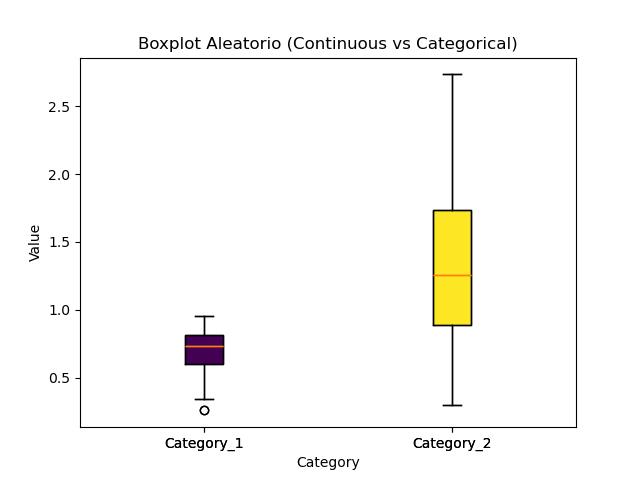 Boxplot Aleatorio (Continuous vs Categorical)
2.5
2.0
1.5
1.0
0.5
Value
Category_1
Category_2
Category